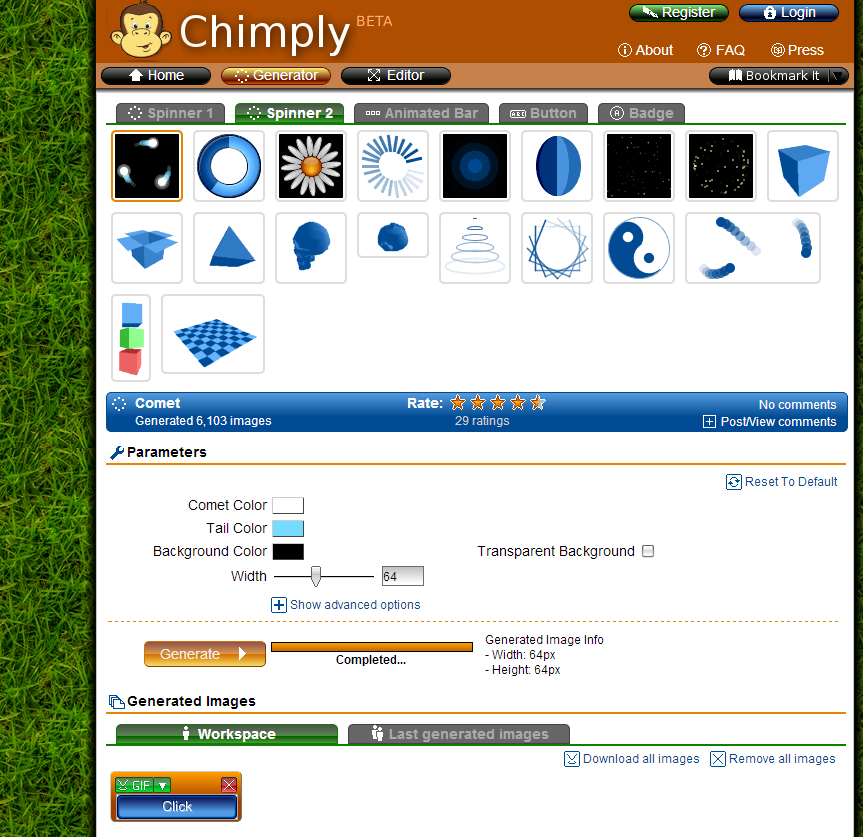 Chimply BETA
Register Login
About FAQ Press
Home Generator Editor Bookmark It
Spinner 1 Spinner 2 Animated Bar Button Badge
Comet Rate: No comments
Generated 6,103 images 29 ratings Post/View comments
Parameters
Reset To Default
Comet Color
Tail Color
Background Color Transparent Background
Width 64
Show advanced options
Generate Completed...
Generated Image Info
- Width: 64px
- Height: 64px
Generated Images
Workspace Last generated images
Download all images Remove all images
GIF
Click